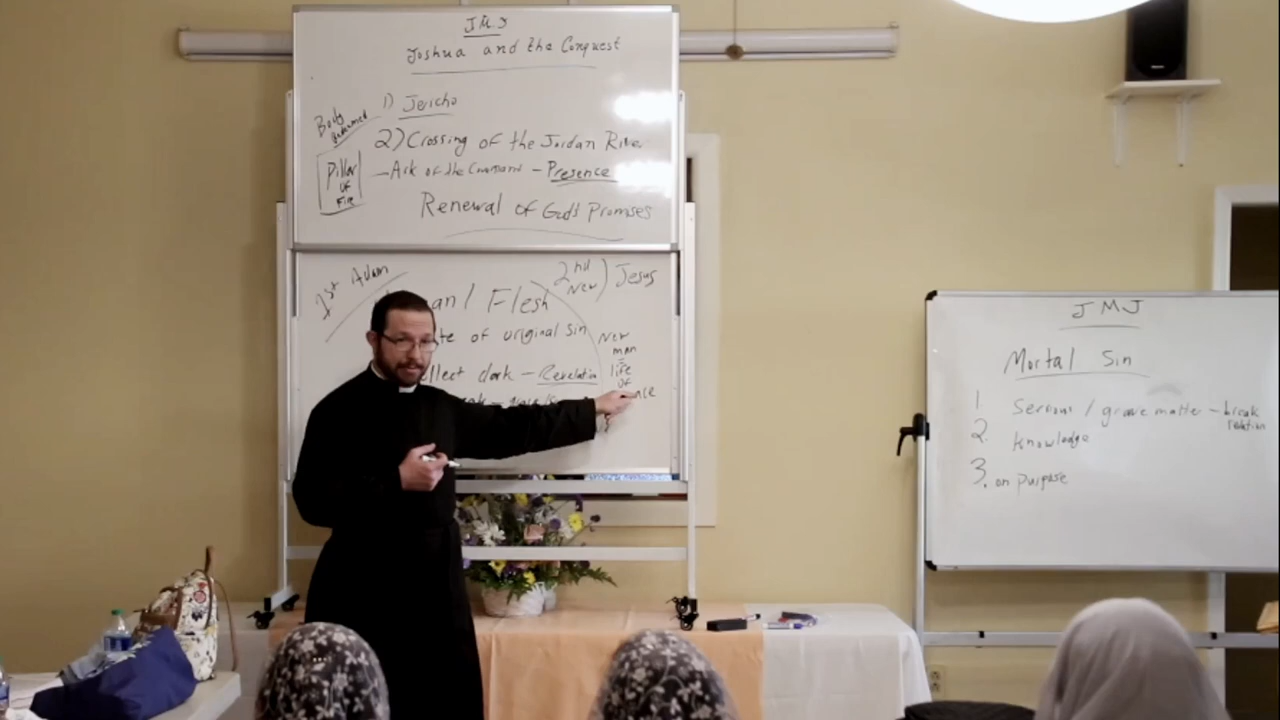 J.M.J
Joshua and the Conquest
1) Jericho
2) Crossing of the Jordan River
- Ark of the Covenant - Presence
Renewal of God's Promises
Body
Pillar
of
Fire
1st Adam
2nd
New) Jesus
/ Flesh
of original sin
dark - Revelation
New
man
=
life
of
JMJ
Mortal Sin
1 Serious / grave matter - break
relation
2. Knowledge
3. on purpose